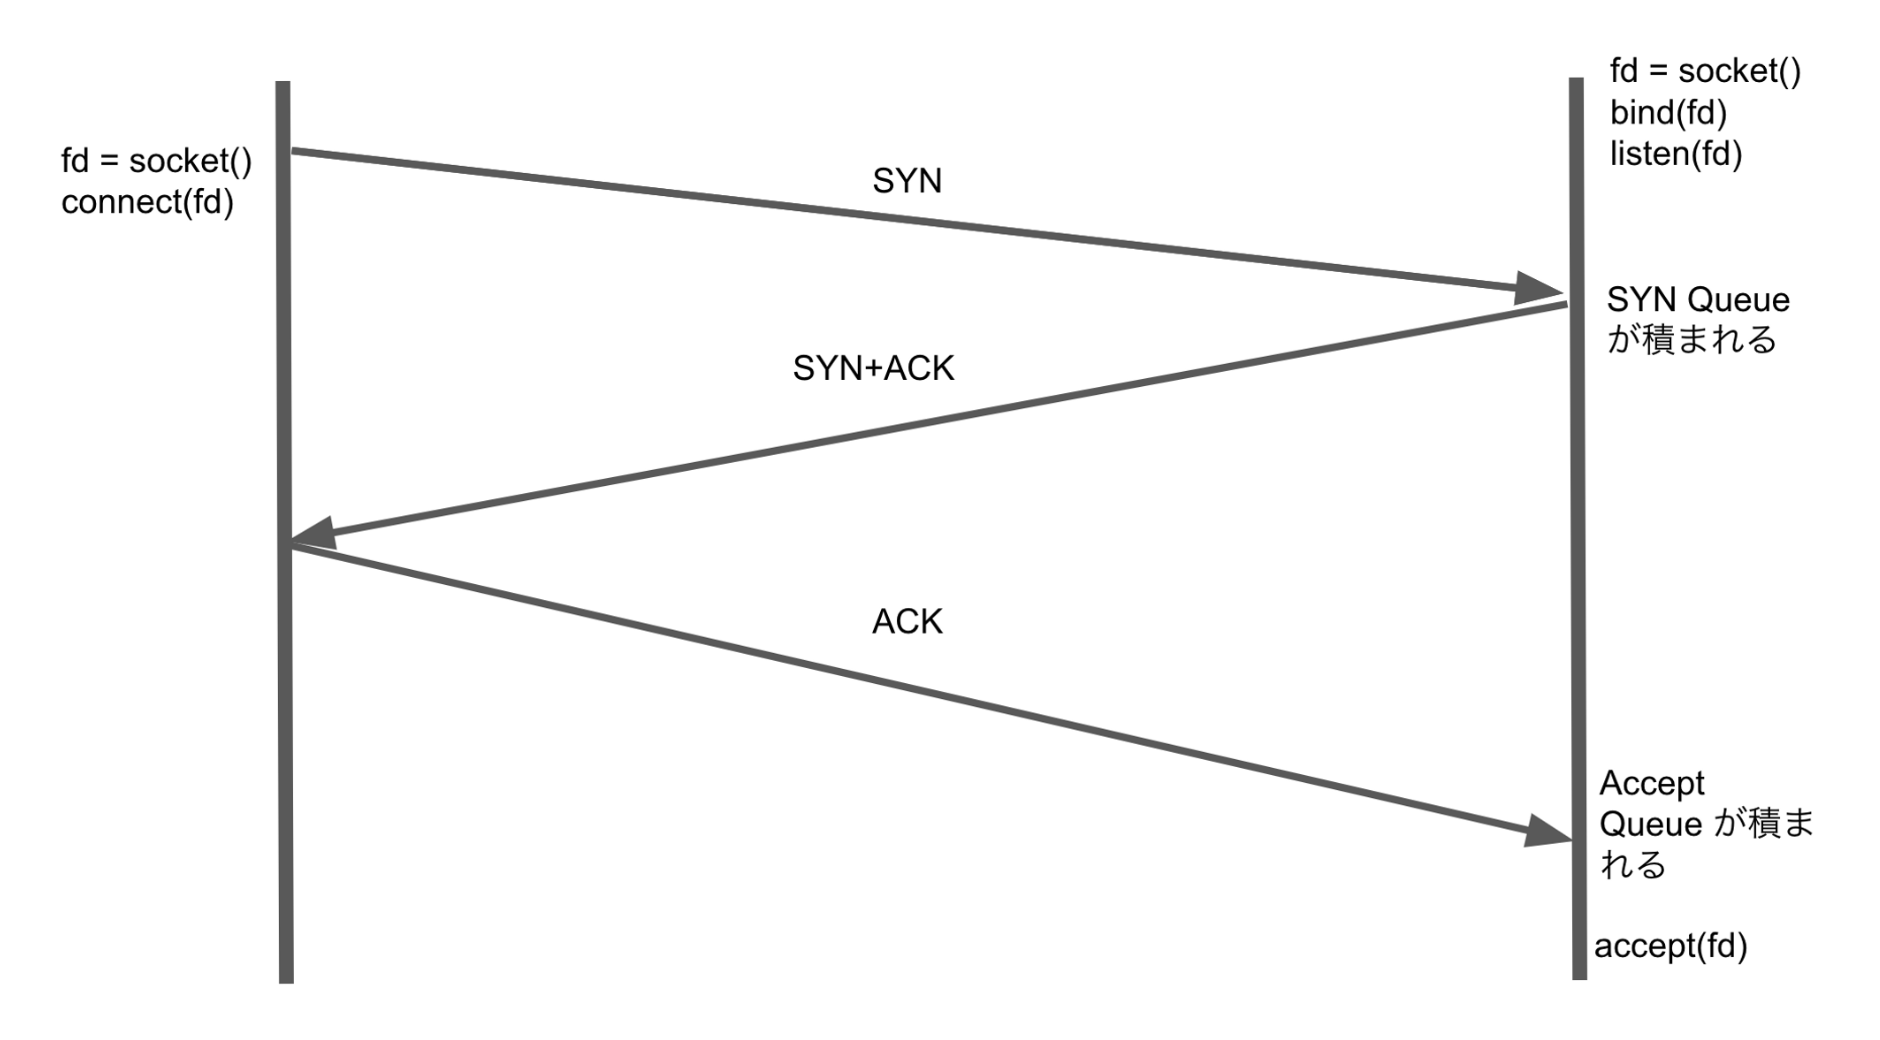 fd = socket()
bind(fd)
listen(fd)
fd = socket()
connect(fd)
SYN
SYN Queue
が積まれる
SYN+ACK
ACK
Accept
Queue が積ま
れる
accept(fd)